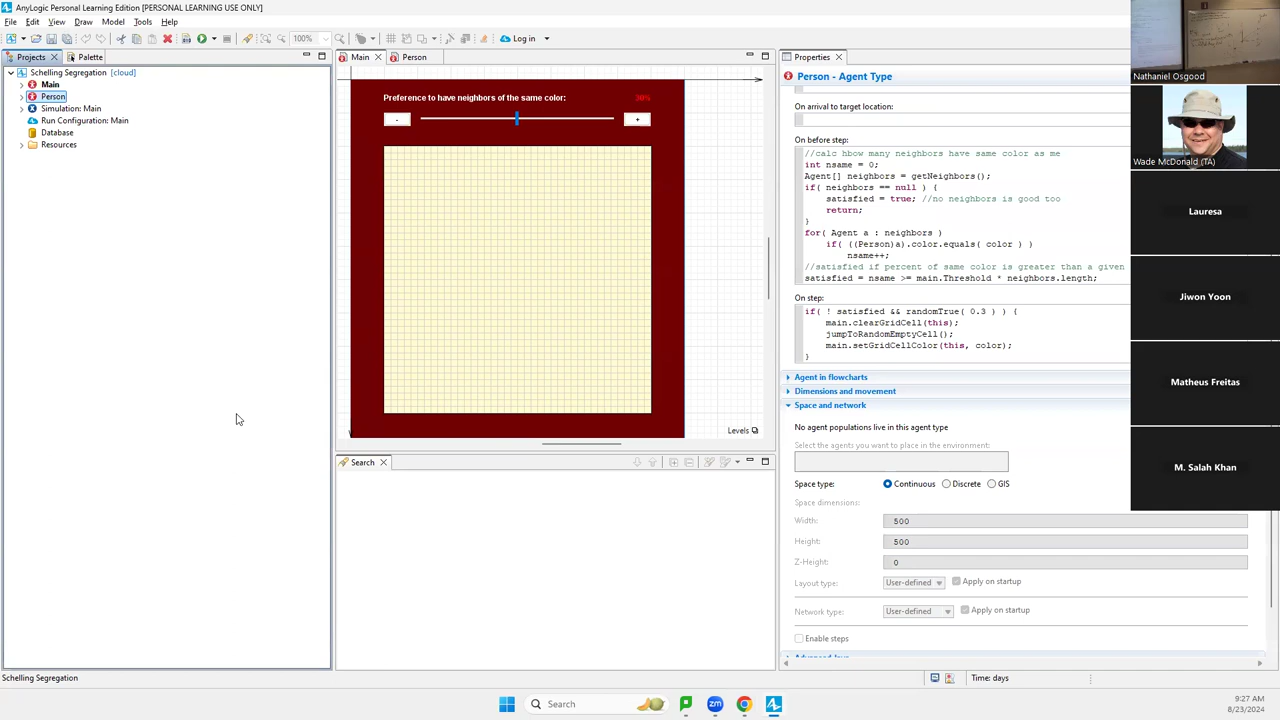 AnyLogic Personal Learning Edition [PERSONAL LEARNING USE ONLY]
File Edit View Draw Model Tools Help
100% Log in
Projects Palette
Schelling Segregation [cloud]
Main
Person
Simulation: Main
Run Configuration: Main
Database
Resources
Main Person
Preference to have neighbors of the same color: 30%
- +
Levels
Search
Properties
Person - Agent Type
On arrival to target location:
On before step:
//calc hbow many neighbors have same color as me
int nsame = 0;
Agent[] neighbors = getNeighbors();
if( neighbors == null ) {
satisfied = true; //no neighbors is good too
return;
}
for( Agent a : neighbors )
if( ((Person)a).color.equals( color ) )
nsame++;
//satisfied if percent of same color is greater than a given
satisfied = nsame >= main.Threshold * neighbors.length;
On step:
if( ! satisfied && randomTrue( 0.3 ) ) {
main.clearGridCell(this);
jumpToRandomEmptyCell();
main.setGridCellColor(this, color);
}
Agent in flowcharts
Dimensions and movement
Space and network
No agent populations live in this agent type
Select the agents you want to place in the environment:
Space type: Continuous Discrete GIS
Space dimensions:
Width: 500
Height: 500
Z-Height: 0
Layout type: User-defined Apply on startup
Network type: User-defined Apply on startup
Enable steps
Nathaniel Osgood
Wade McDonald (TA)
Lauresa
Jiwon Yoon
Matheus Freitas
M. Salah Khan
Schelling Segregation
Time: days
Search
zm
9:27 AM
8/23/2024